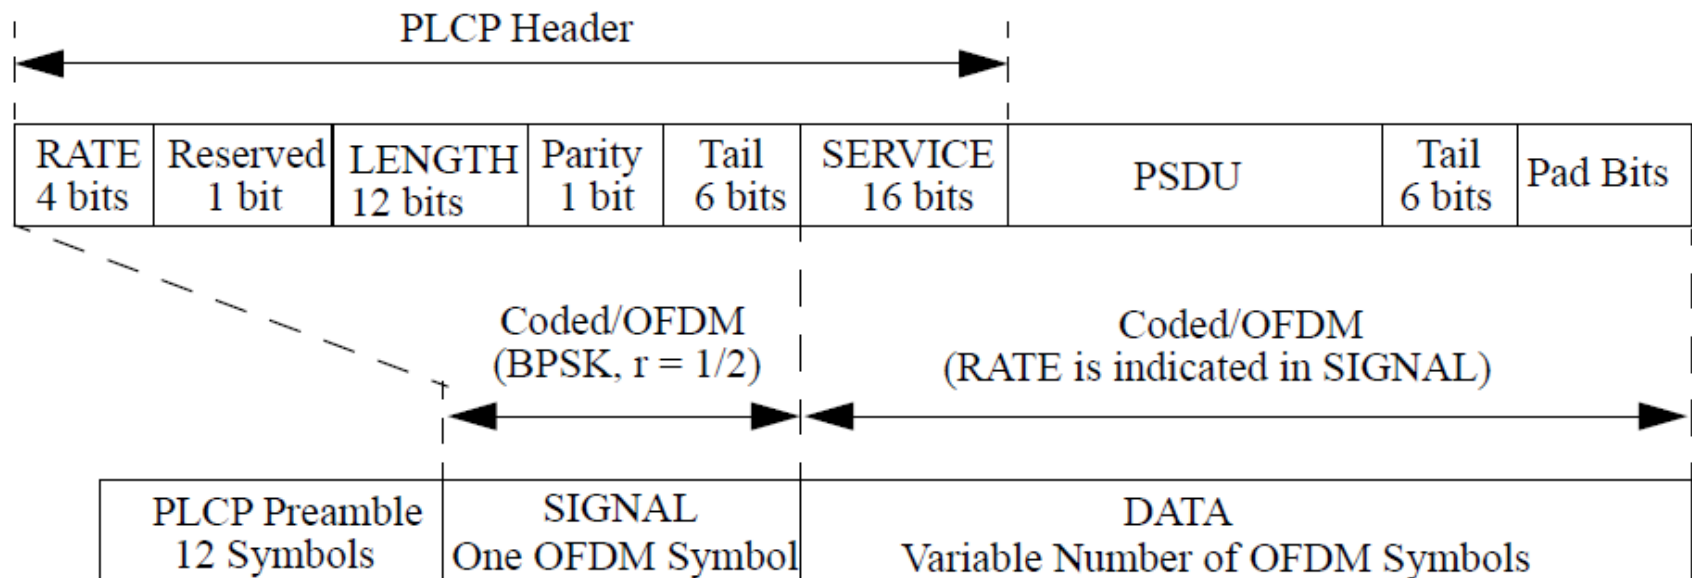 PLCP Header
RATE
4 bits
Reserved
1 bit
LENGTH
12 bits
Parity
1 bit
Tail
6 bits
SERVICE
16 bits
PSDU
Tail
6 bits
Pad Bits
Coded/OFDM
(BPSK, r = 1/2)
Coded/OFDM
(RATE is indicated in SIGNAL)
PLCP Preamble
12 Symbols
SIGNAL
One OFDM Symbol
DATA
Variable Number of OFDM Symbols